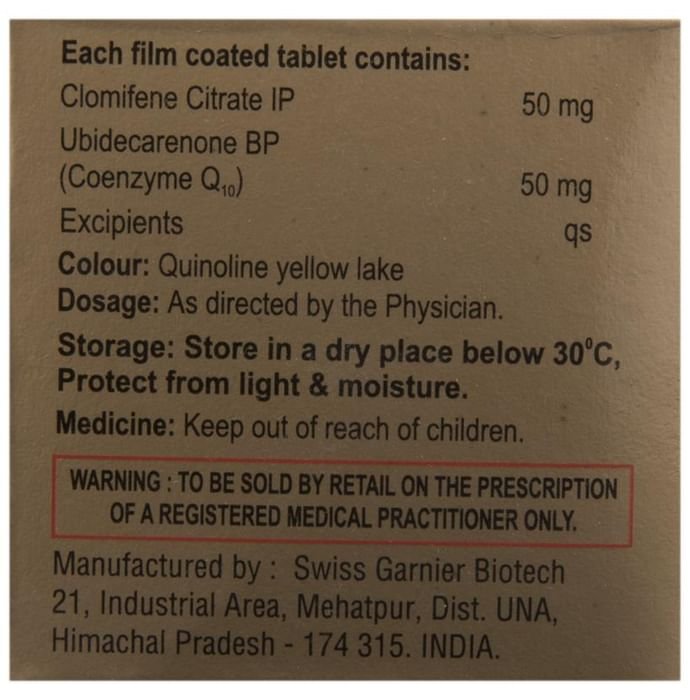 Each film coated tablet contains:
Clomifene Citrate IP 50 mg
Ubidecarenone BP
(Coenzyme Q₁₀) 50 mg
Excipients qs
Colour: Quinoline yellow lake
Dosage: As directed by the Physician.
Storage: Store in a dry place below 30⁰C,
Protect from light & moisture.
Medicine: Keep out of reach of children.
WARNING : TO BE SOLD BY RETAIL ON THE PRESCRIPTION
OF A REGISTERED MEDICAL PRACTITIONER ONLY.
Manufactured by : Swiss Garnier Biotech
21, Industrial Area, Mehatpur, Dist. UNA,
Himachal Pradesh - 174 315. INDIA.